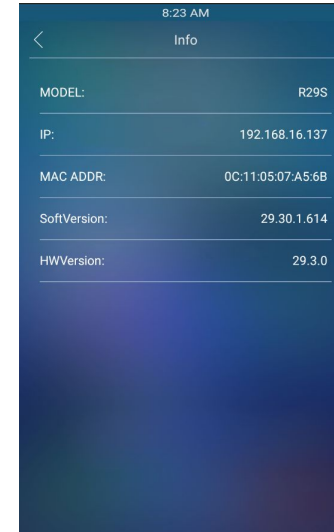 8:23 AM
Info
MODEL: R29S
IP: 192.168.16.137
MAC ADDR: 0C:11:05:07:A5:6B
SoftVersion: 29.30.1.614
HWVersion: 29.3.0